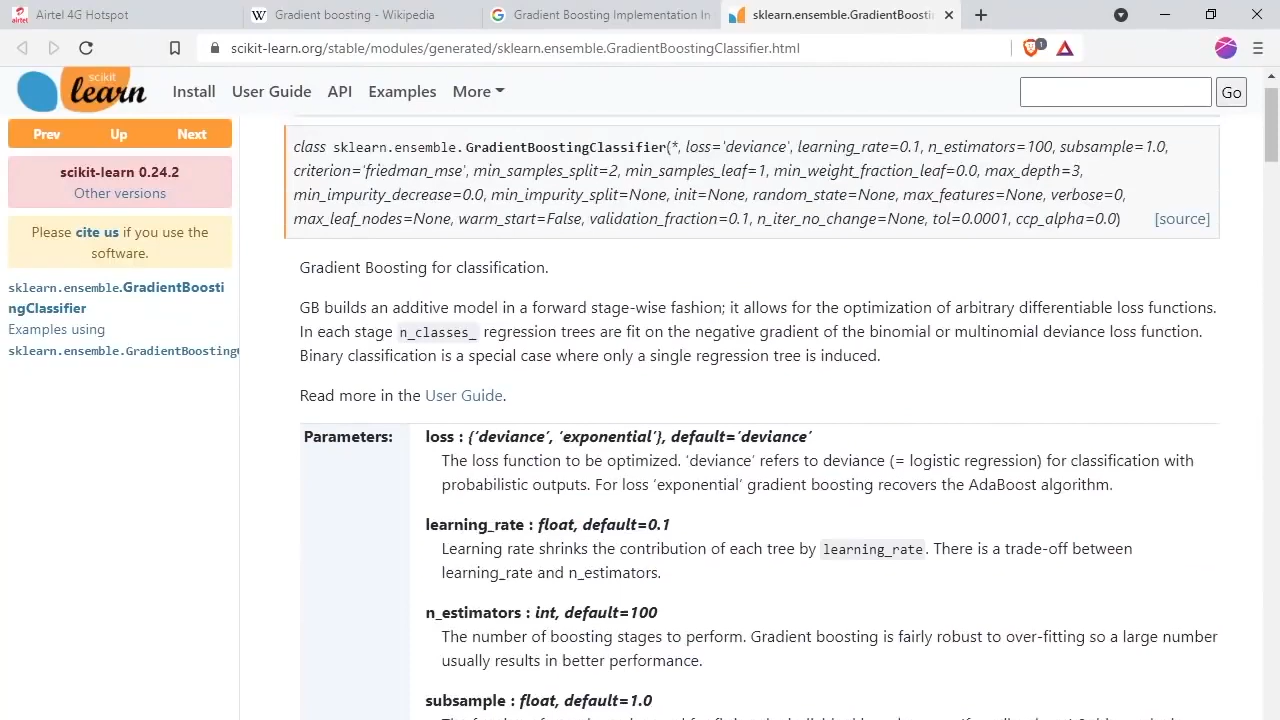 airtel
Airtel 4G Hotspot
W Gradient boosting - Wikipedia
G Gradient Boosting Implementation In
sklearn.ensemble.GradientBoosti
scikit-learn.org/stable/modules/generated/sklearn.ensemble.GradientBoostingClassifier.html
1
scikit
learn
Install User Guide API Examples More
Go
Prev Up Next
scikit-learn 0.24.2
Other versions
Please cite us if you use the
software.
sklearn.ensemble.GradientBoosti
ngClassifier
Examples using
sklearn.ensemble.GradientBoosting
class sklearn.ensemble.GradientBoostingClassifier(*, loss='deviance', learning_rate=0.1, n_estimators=100, subsample=1.0,
criterion='friedman_mse', min_samples_split=2, min_samples_leaf=1, min_weight_fraction_leaf=0.0, max_depth=3,
min_impurity_decrease=0.0, min_impurity_split=None, init=None, random_state=None, max_features=None, verbose=0,
max_leaf_nodes=None, warm_start=False, validation_fraction=0.1, n_iter_no_change=None, tol=0.0001, ccp_alpha=0.0) [source]
Gradient Boosting for classification.
GB builds an additive model in a forward stage-wise fashion; it allows for the optimization of arbitrary differentiable loss functions.
In each stage n_classes_ regression trees are fit on the negative gradient of the binomial or multinomial deviance loss function.
Binary classification is a special case where only a single regression tree is induced.
Read more in the User Guide.
Parameters:
loss : {'deviance', 'exponential'}, default='deviance'
The loss function to be optimized. 'deviance' refers to deviance (= logistic regression) for classification with
probabilistic outputs. For loss 'exponential' gradient boosting recovers the AdaBoost algorithm.
learning_rate : float, default=0.1
Learning rate shrinks the contribution of each tree by learning_rate. There is a trade-off between
learning_rate and n_estimators.
n_estimators : int, default=100
The number of boosting stages to perform. Gradient boosting is fairly robust to over-fitting so a large number
usually results in better performance.
subsample : float, default=1.0